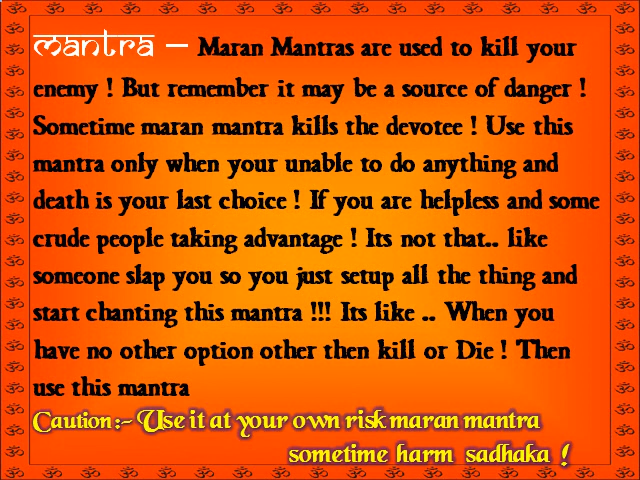 Mantra – Maran Mantras are used to kill your
enemy ! But remember it may be a source of danger !
Sometime maran mantra kills the devotee ! Use this
mantra only when your unable to do anything and
death is your last choice ! If you are helpless and some
crude people taking advantage ! Its not that.. like
someone slap you so you just setup all the thing and
start chanting this mantra !!! Its like .. When you
have no other option other then kill or Die ! Then
use this mantra
Caution :- Use it at your own risk maran mantra
sometime harm sadhaka !